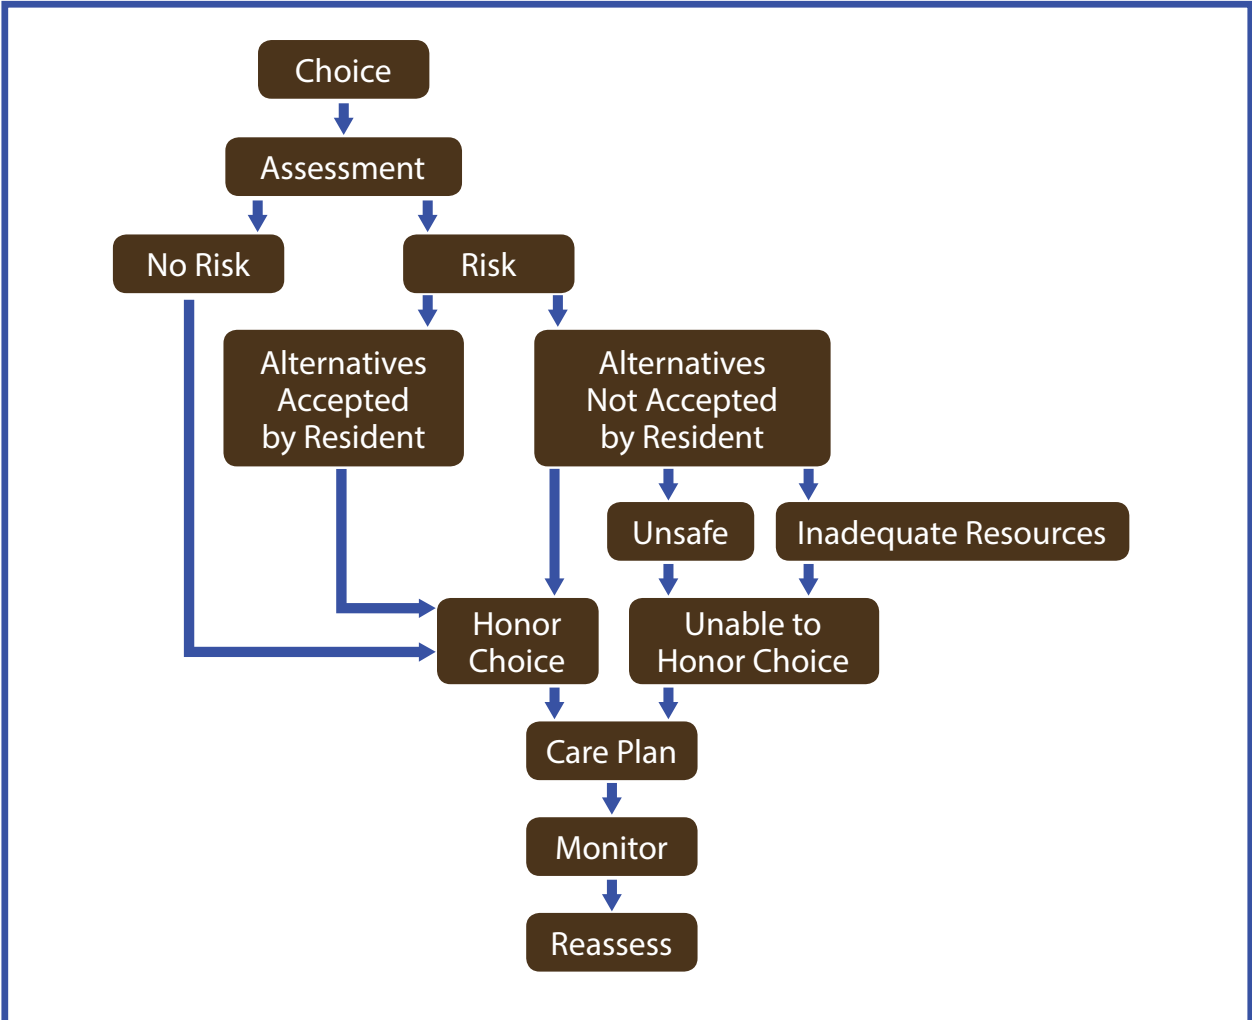 Choice
Assessment
No Risk
Risk
Alternatives
Accepted
by Resident
Alternatives
Not Accepted
by Resident
Unsafe
Inadequate Resources
Honor
Choice
Unable to
Honor Choice
Care Plan
Monitor
Reassess